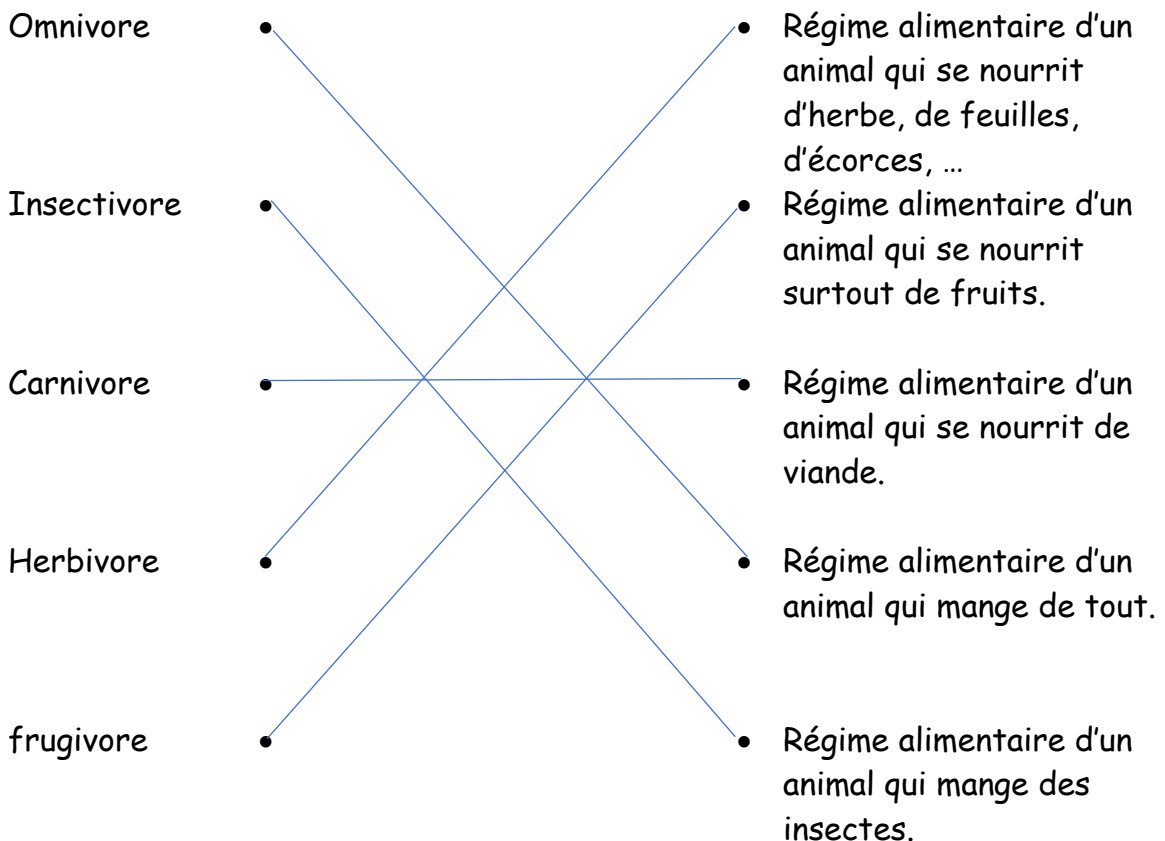 Omnivore • • Régime alimentaire d’un
animal qui se nourrit
d’herbe, de feuilles,
d’écorces, …
Insectivore • • Régime alimentaire d’un
animal qui se nourrit
surtout de fruits.
Carnivore • • Régime alimentaire d’un
animal qui se nourrit de
viande.
Herbivore • • Régime alimentaire d’un
animal qui mange de tout.
frugivore • • Régime alimentaire d’un
animal qui mange des
insectes.